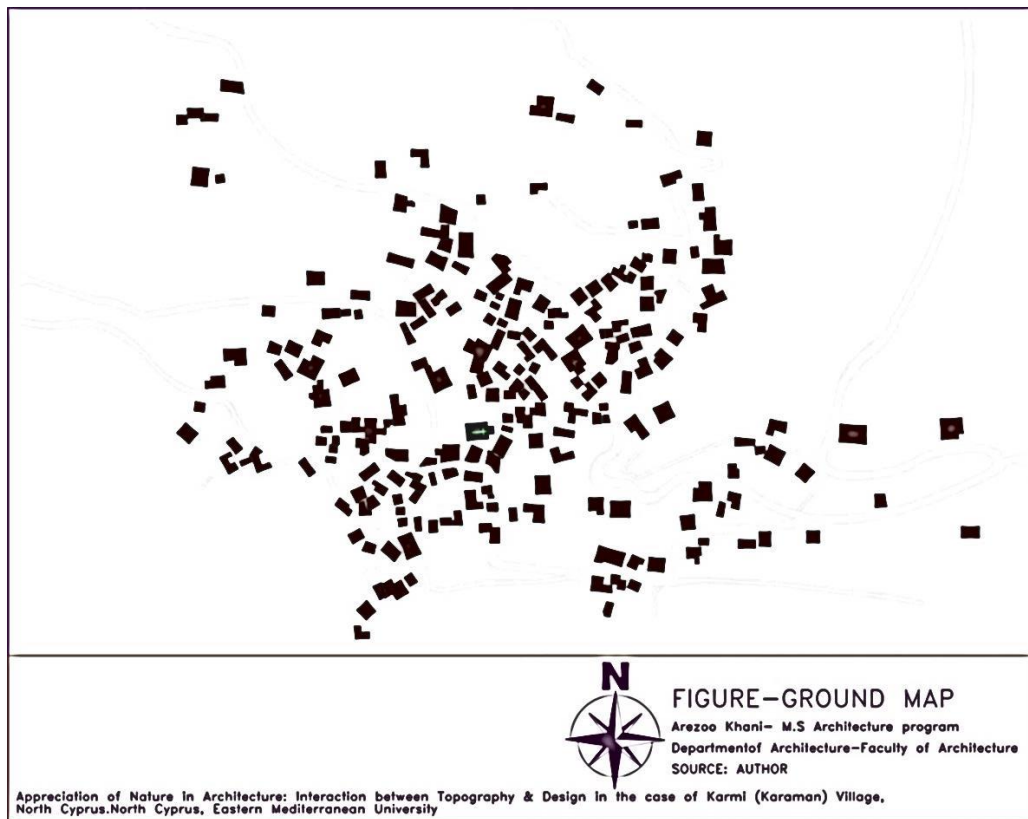 N
FIGURE-GROUND MAP
Arezoo Khani- M.S Architecture program
Departmentof Architecture-Faculty of Architecture
SOURCE: AUTHOR
Appreciation of Nature in Architecture: Interaction between Topography & Design in the case of Karmi (Karaman) Village,
North Cyprus.North Cyprus, Eastern Mediterranean University